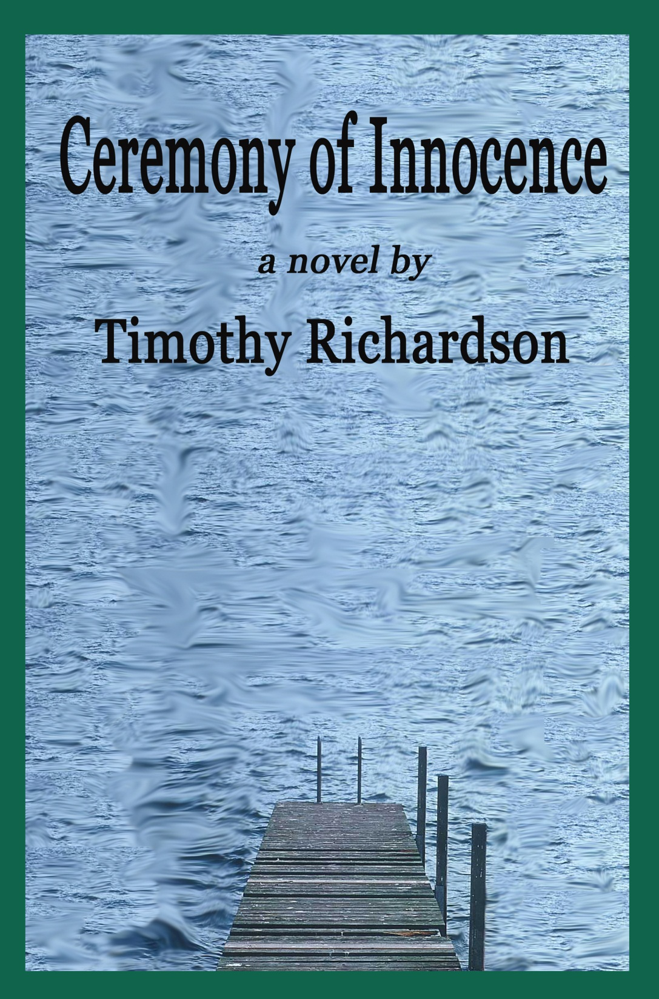 Ceremony of Innocence
a novel by
Timothy Richardson